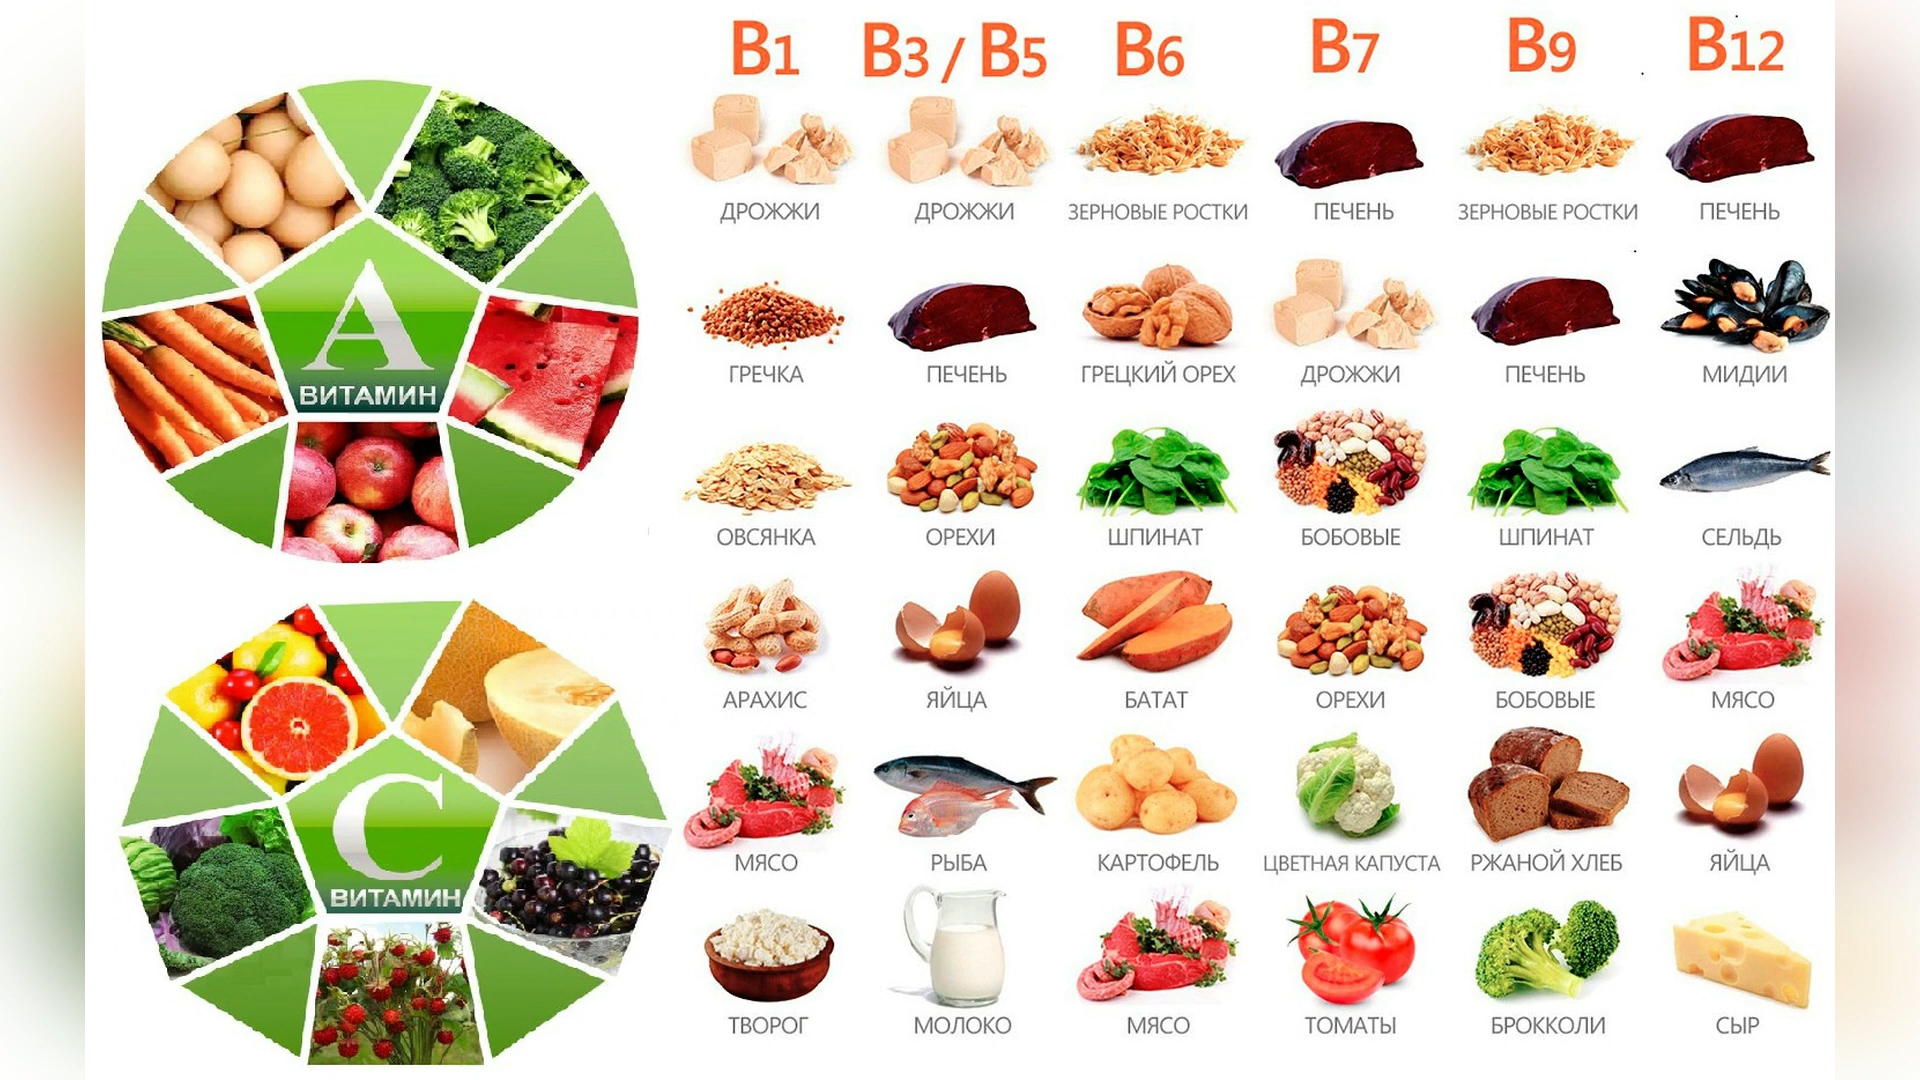 A
ВИТАМИН
C
ВИТАМИН
B1 B3 / B5 B6 B7 B9 B12
ДРОЖЖИ ДРОЖЖИ ЗЕРНОВЫЕ РОСТКИ ПЕЧЕНЬ ЗЕРНОВЫЕ РОСТКИ ПЕЧЕНЬ
ГРЕЧКА ПЕЧЕНЬ ГРЕЦКИЙ ОРЕХ ДРОЖЖИ ПЕЧЕНЬ МИДИИ
ОВСЯНКА ОРЕХИ ШПИНАТ БОБОВЫЕ ШПИНАТ СЕЛЬДЬ
АРАХИС ЯЙЦА БАТАТ ОРЕХИ БОБОВЫЕ МЯСО
МЯСО РЫБА КАРТОФЕЛЬ ЦВЕТНАЯ КАПУСТА РЖАНОЙ ХЛЕБ ЯЙЦА
ТВОРОГ МОЛОКО МЯСО ТОМАТЫ БРОККОЛИ СЫР